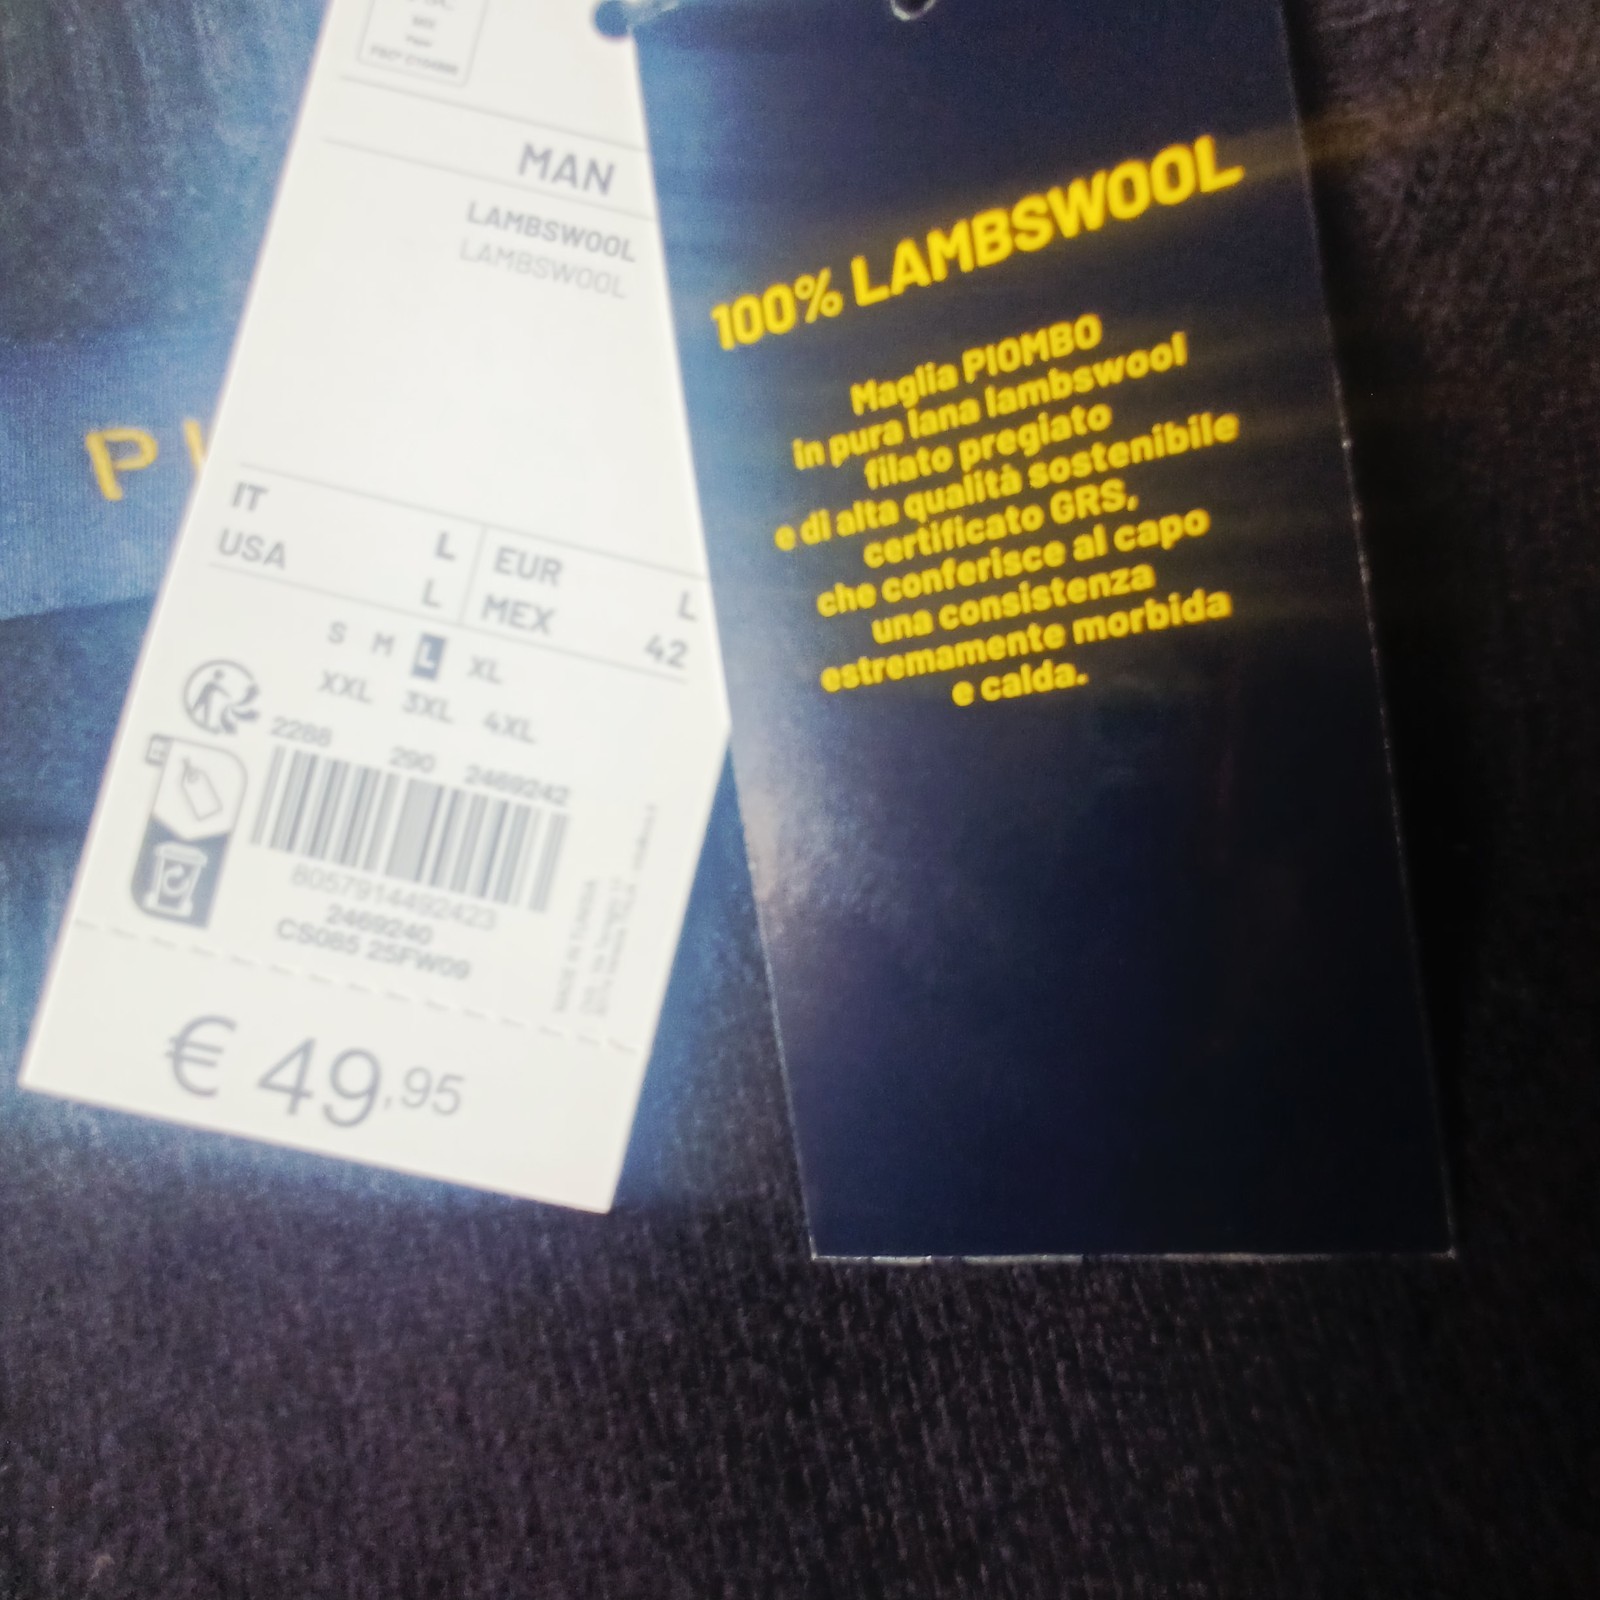 MAN
LAMBSWOOL
LAMBSWOOL
IT L EUR L
USA L MEX 42
S M L XL
XXL 3XL 4XL
2288 290 2469242
8057914492423
2469240
CS085 25FW09
€ 49,95
P
100% LAMBSWOOL
Maglia PIOMBO
in pura lana lambswool
filato pregiato
e di alta qualità sostenibile
certificato GRS,
che conferisce al capo
una consistenza
estremamente morbida
e calda.